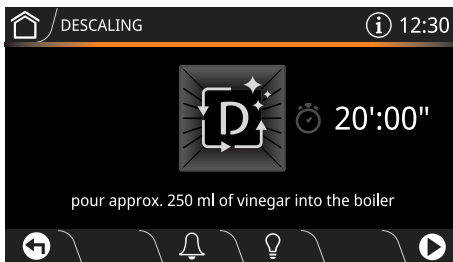 DESCALING
i 12:30
D
20':00"
pour approx. 250 ml of vinegar into the boiler